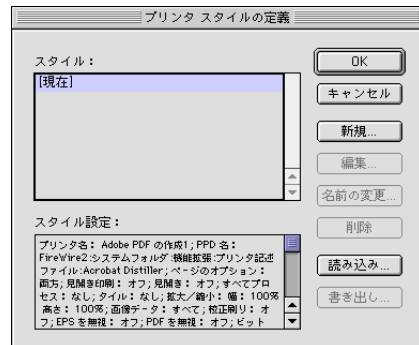 プリンタ スタイルの定義
スタイル：
[現在]
OK
キャンセル
新規...
編集...
名前の変更...
削除
読み込み...
書き出し...
スタイル設定：
プリンタ名： Adobe PDF の作成1；PPD 名：
FireWire2:システムフォルダ:機能拡張:プリンタ記述
ファイル:Acrobat Distiller；ページのオプション：
両方；見開き印刷： オフ；見開き： オフ；すべてプロ
セス： なし；タイル： なし；拡大／縮小： 幅： 100%
高さ： 100%；画像データ： すべて；校正刷り： オ
フ；EPS を無視： オフ；PDF を無視： オフ；ビット